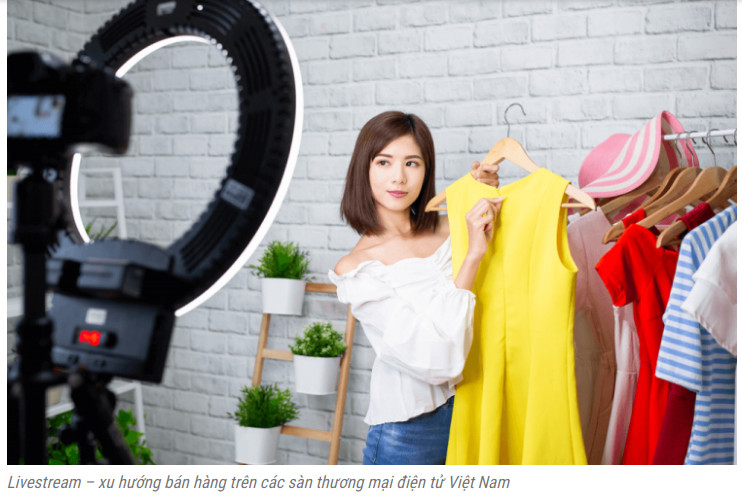 Livestream – xu hướng bán hàng trên các sàn thương mại điện tử Việt Nam